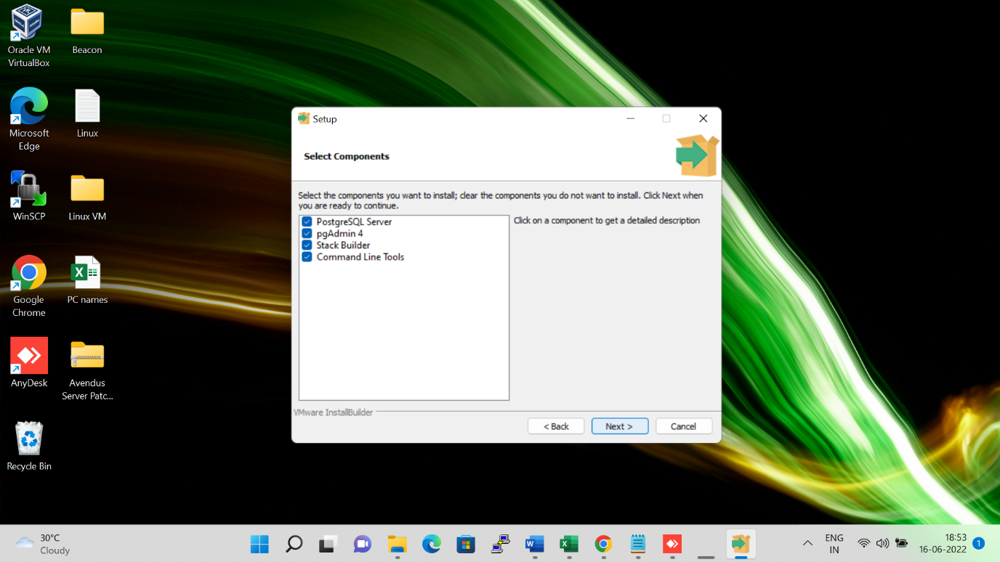 Oracle VM
VirtualBox
Beacon
Microsoft
Edge
Linux
WinSCP
Linux VM
Google
Chrome
PC names
AnyDesk
Avendus
Server Patc...
Recycle Bin
Setup
Select Components
Select the components you want to install; clear the components you do not want to install. Click Next when
you are ready to continue.
PostgreSQL Server
pgAdmin 4
Stack Builder
Command Line Tools
Click on a component to get a detailed description
VMware InstallBuilder
< Back
Next >
Cancel
30°C
Cloudy
ENG
IN
18:53
16-06-2022
1